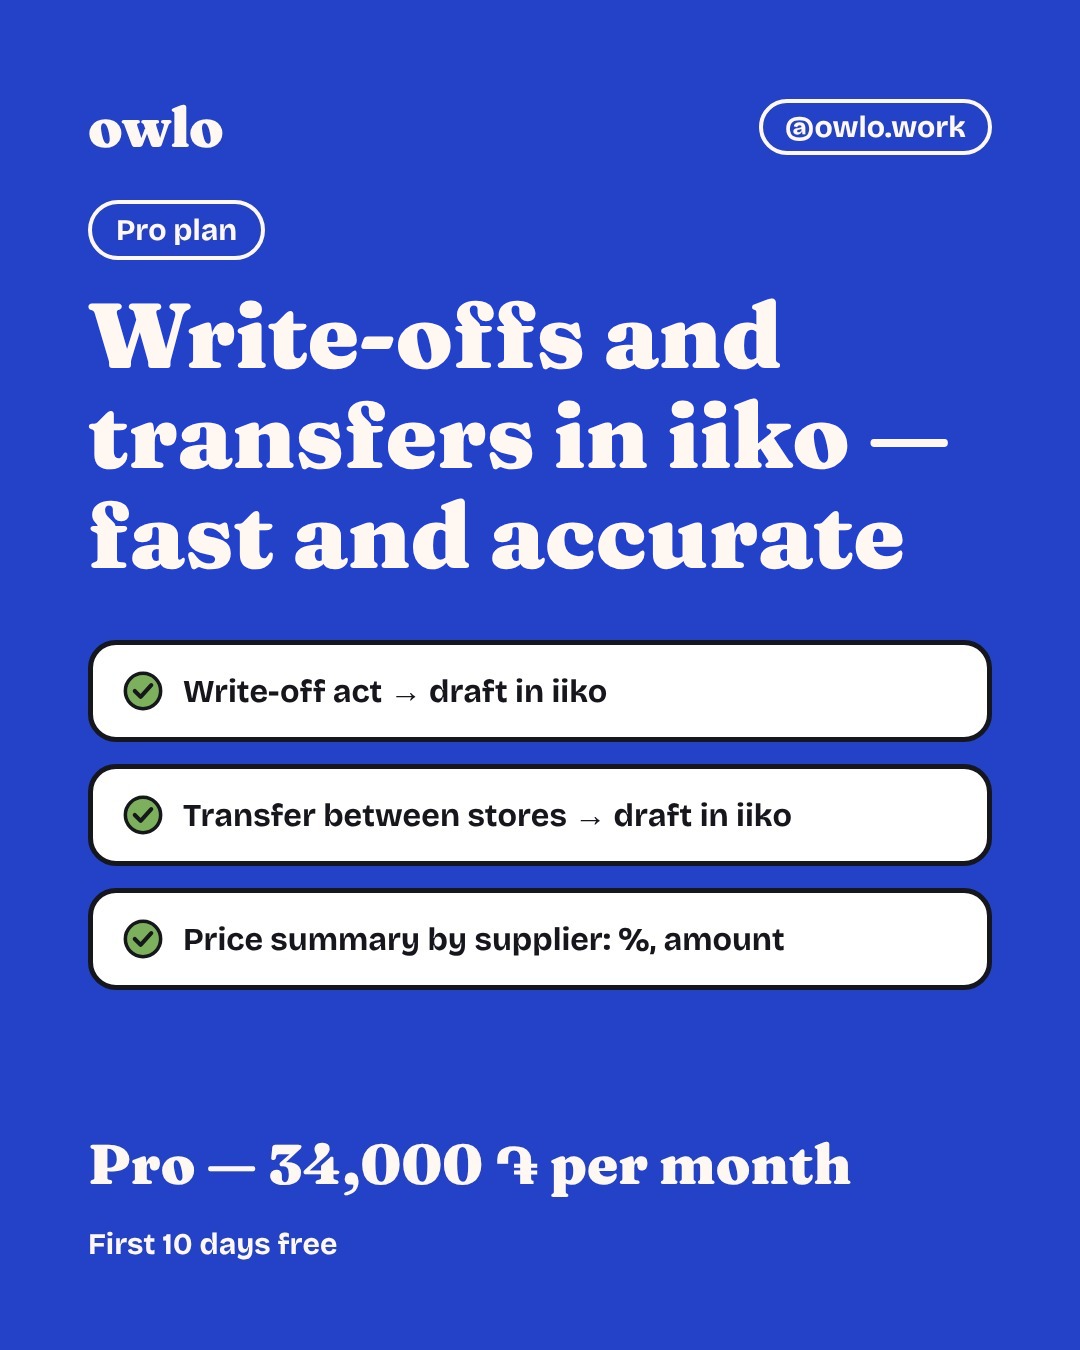 owlo
@owlo.work
Pro plan
Write-offs and
transfers in iiko —
fast and accurate
Write-off act → draft in iiko
Transfer between stores → draft in iiko
Price summary by supplier: %, amount
Pro — 34,000 ֏ per month
First 10 days free